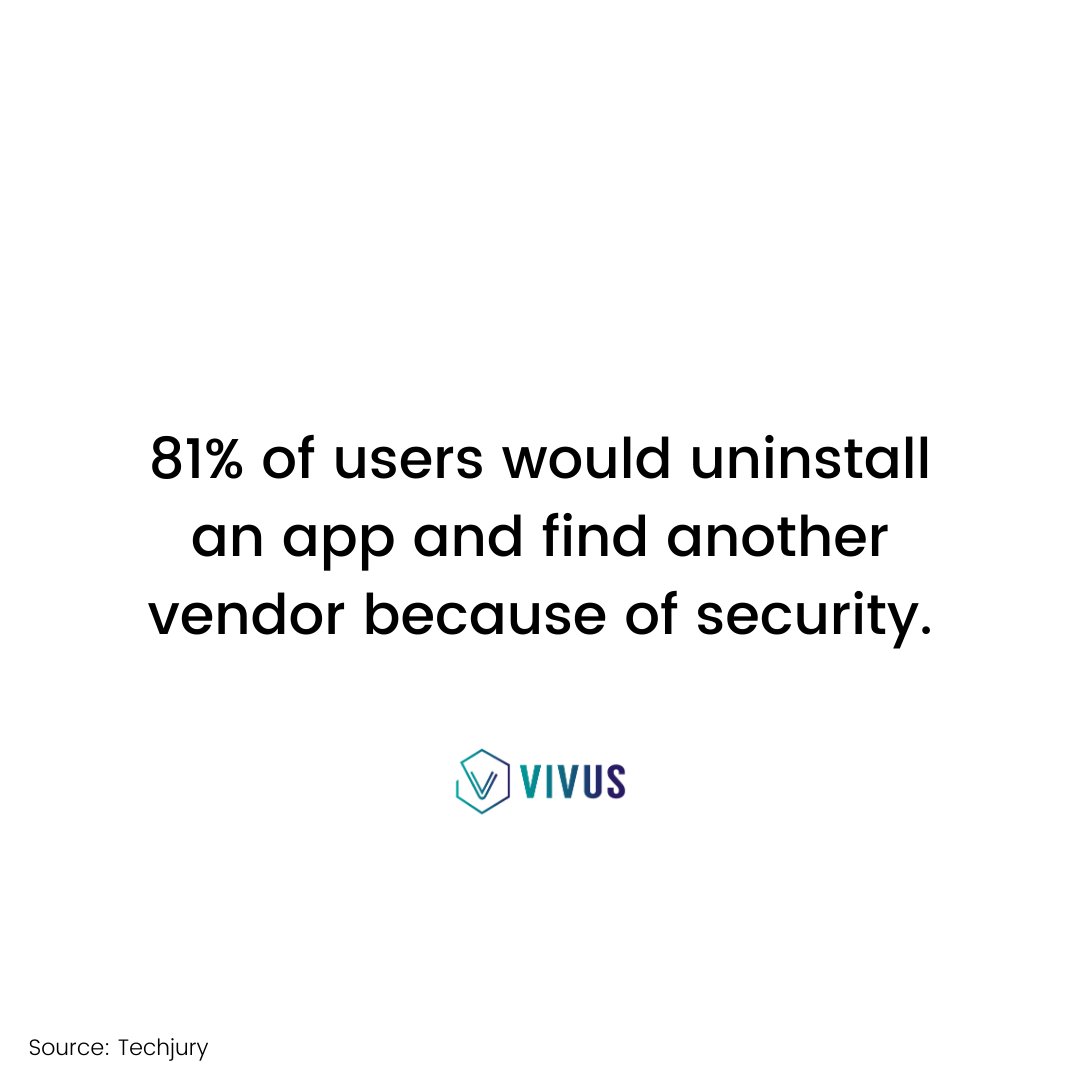 81% of users would uninstall
an app and find another
vendor because of security.
VIVUS
Source: Techjury